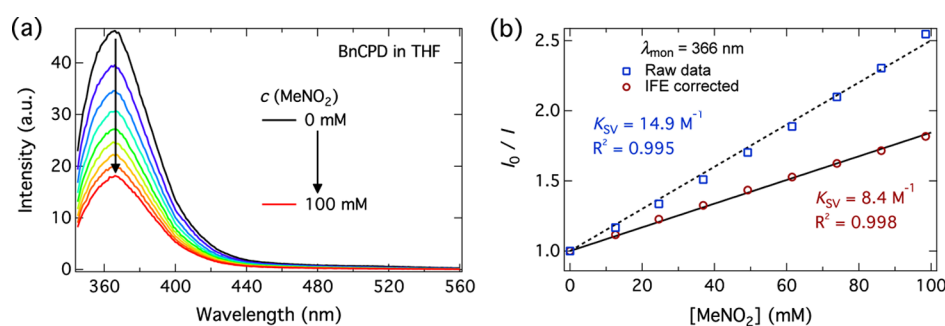 (a)
BnCPD in THF
c (MeNO₂)
0 mM
100 mM
Intensity (a.u.)
40
30
20
10
0
360
400
440
480
520
560
Wavelength (nm)
(b)
λmon = 366 nm
Raw data
IFE corrected
KSV = 14.9 M⁻¹
R² = 0.995
KSV = 8.4 M⁻¹
R² = 0.998
I₀ / I
2.5
2.0
1.5
1.0
0
20
40
60
80
100
[MeNO₂] (mM)